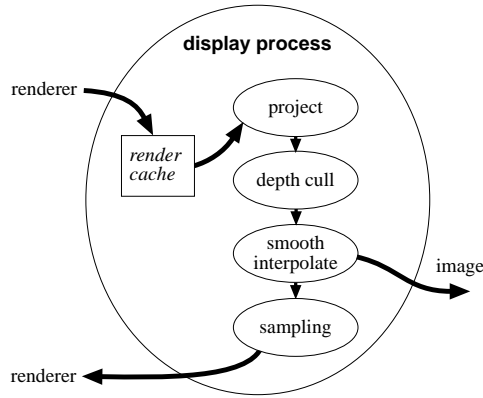 display process
renderer
project
render
cache
depth cull
smooth
interpolate
image
sampling
renderer